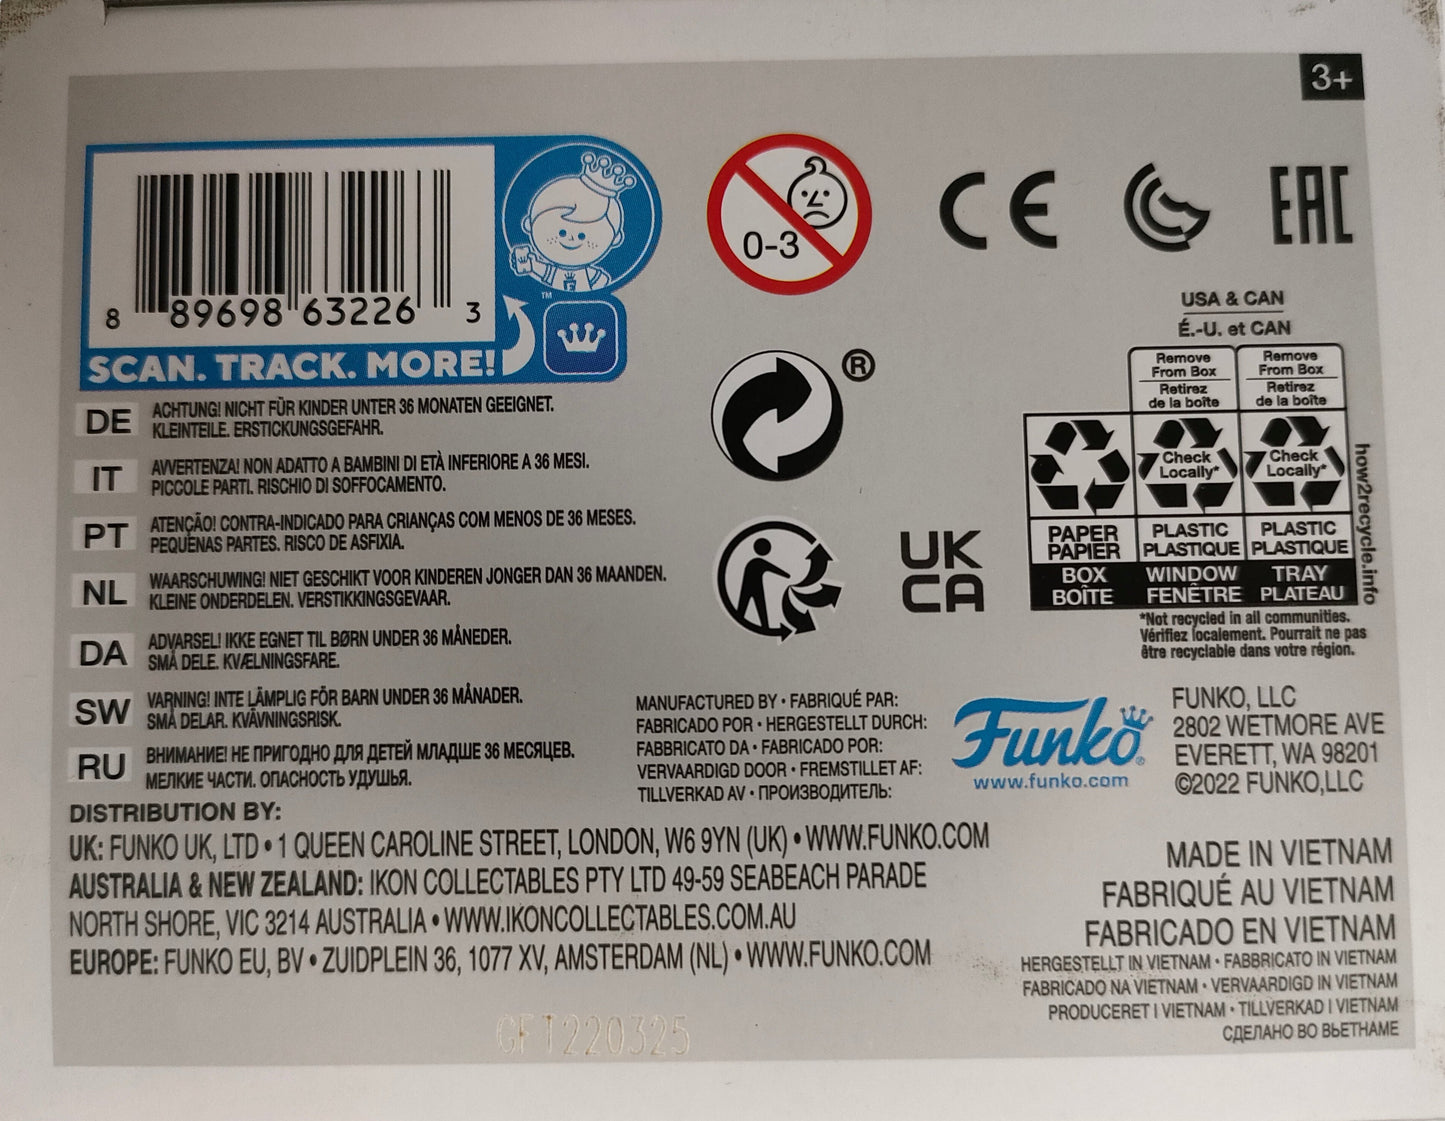 3+
8 89698 63226 3
™
SCAN. TRACK. MORE!
0-3
CE
EAC
DE ACHTUNG! NICHT FÜR KINDER UNTER 36 MONATEN GEEIGNET.
KLEINTEILE. ERSTICKUNGSGEFAHR.
IT AVVERTENZA! NON ADATTO A BAMBINI DI ETÀ INFERIORE A 36 MESI.
PICCOLE PARTI. RISCHIO DI SOFFOCAMENTO.
PT ATENÇÃO! CONTRA-INDICADO PARA CRIANÇAS COM MENOS DE 36 MESES.
PEQUENAS PARTES. RISCO DE ASFIXIA.
NL WAARSCHUWING! NIET GESCHIKT VOOR KINDEREN JONGER DAN 36 MAANDEN.
KLEINE ONDERDELEN. VERSTIKKINGSGEVAAR.
DA ADVARSEL! IKKE EGNET TIL BØRN UNDER 36 MÅNEDER.
SMÅ DELE. KVÆLNINGSFARE.
SW VARNING! INTE LÄMPLIG FÖR BARN UNDER 36 MÅNADER.
SMÅ DELAR. KVÄVNINGSRISK.
RU ВНИМАНИЕ! НЕ ПРИГОДНО ДЛЯ ДЕТЕЙ МЛАДШЕ 36 МЕСЯЦЕВ.
МЕЛКИЕ ЧАСТИ. ОПАСНОСТЬ УДУШЬЯ.
®
UK
CA
USA & CAN
É.-U. et CAN
Remove
From Box
Retirez
de la boîte
Remove
From Box
Retirez
de la boîte
Check
Locally*
Check
Locally*
PAPER
PAPIER
PLASTIC
PLASTIQUE
PLASTIC
PLASTIQUE
BOX
BOÎTE
WINDOW
FENÊTRE
TRAY
PLATEAU
how2recycle.info
*Not recycled in all communities.
Vérifiez localement. Pourrait ne pas
être recyclable dans votre région.
MANUFACTURED BY • FABRIQUÉ PAR:
FABRICADO POR • HERGESTELLT DURCH:
FABBRICATO DA • FABRICADO POR:
VERVAARDIGD DOOR • FREMSTILLET AF:
TILLVERKAD AV • ПРОИЗВОДИТЕЛЬ:
Funko®
www.funko.com
FUNKO, LLC
2802 WETMORE AVE
EVERETT, WA 98201
©2022 FUNKO,LLC
DISTRIBUTION BY:
UK: FUNKO UK, LTD • 1 QUEEN CAROLINE STREET, LONDON, W6 9YN (UK) • WWW.FUNKO.COM
AUSTRALIA & NEW ZEALAND: IKON COLLECTABLES PTY LTD 49-59 SEABEACH PARADE
NORTH SHORE, VIC 3214 AUSTRALIA • WWW.IKONCOLLECTABLES.COM.AU
EUROPE: FUNKO EU, BV • ZUIDPLEIN 36, 1077 XV, AMSTERDAM (NL) • WWW.FUNKO.COM
MADE IN VIETNAM
FABRIQUÉ AU VIETNAM
FABRICADO EN VIETNAM
HERGESTELLT IN VIETNAM • FABBRICATO IN VIETNAM
FABRICADO NA VIETNAM • VERVAARDIGD IN VIETNAM
PRODUCERET I VIETNAM • TILLVERKAD I VIETNAM
СДЕЛАНО ВО ВЬЕТНАМЕ
GFT220325